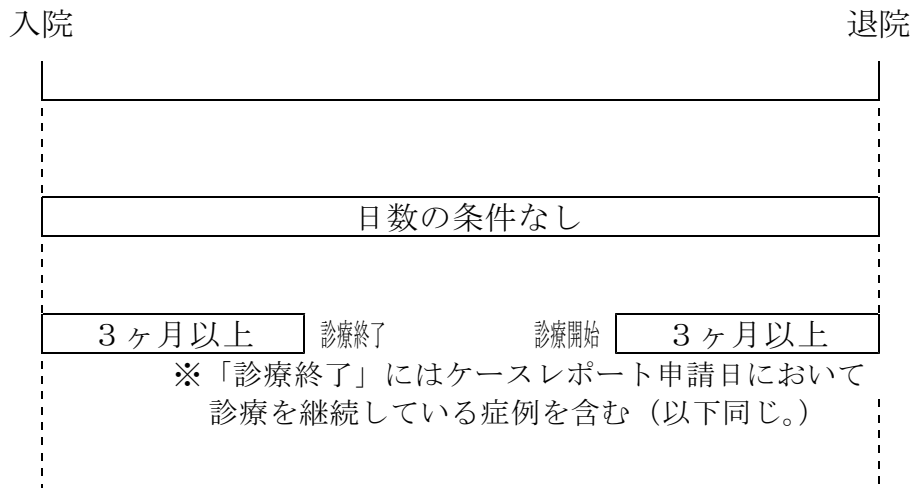 入院 退院
日数の条件なし
３ヶ月以上 診療終了 診療開始 ３ヶ月以上
※「診療終了」にはケースレポート申請日において
診療を継続している症例を含む（以下同じ。）